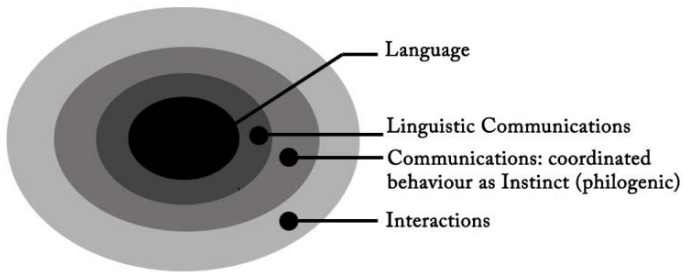 Language
Linguistic Communications
Communications: coordinated
behaviour as Instinct (philogenic)
Interactions